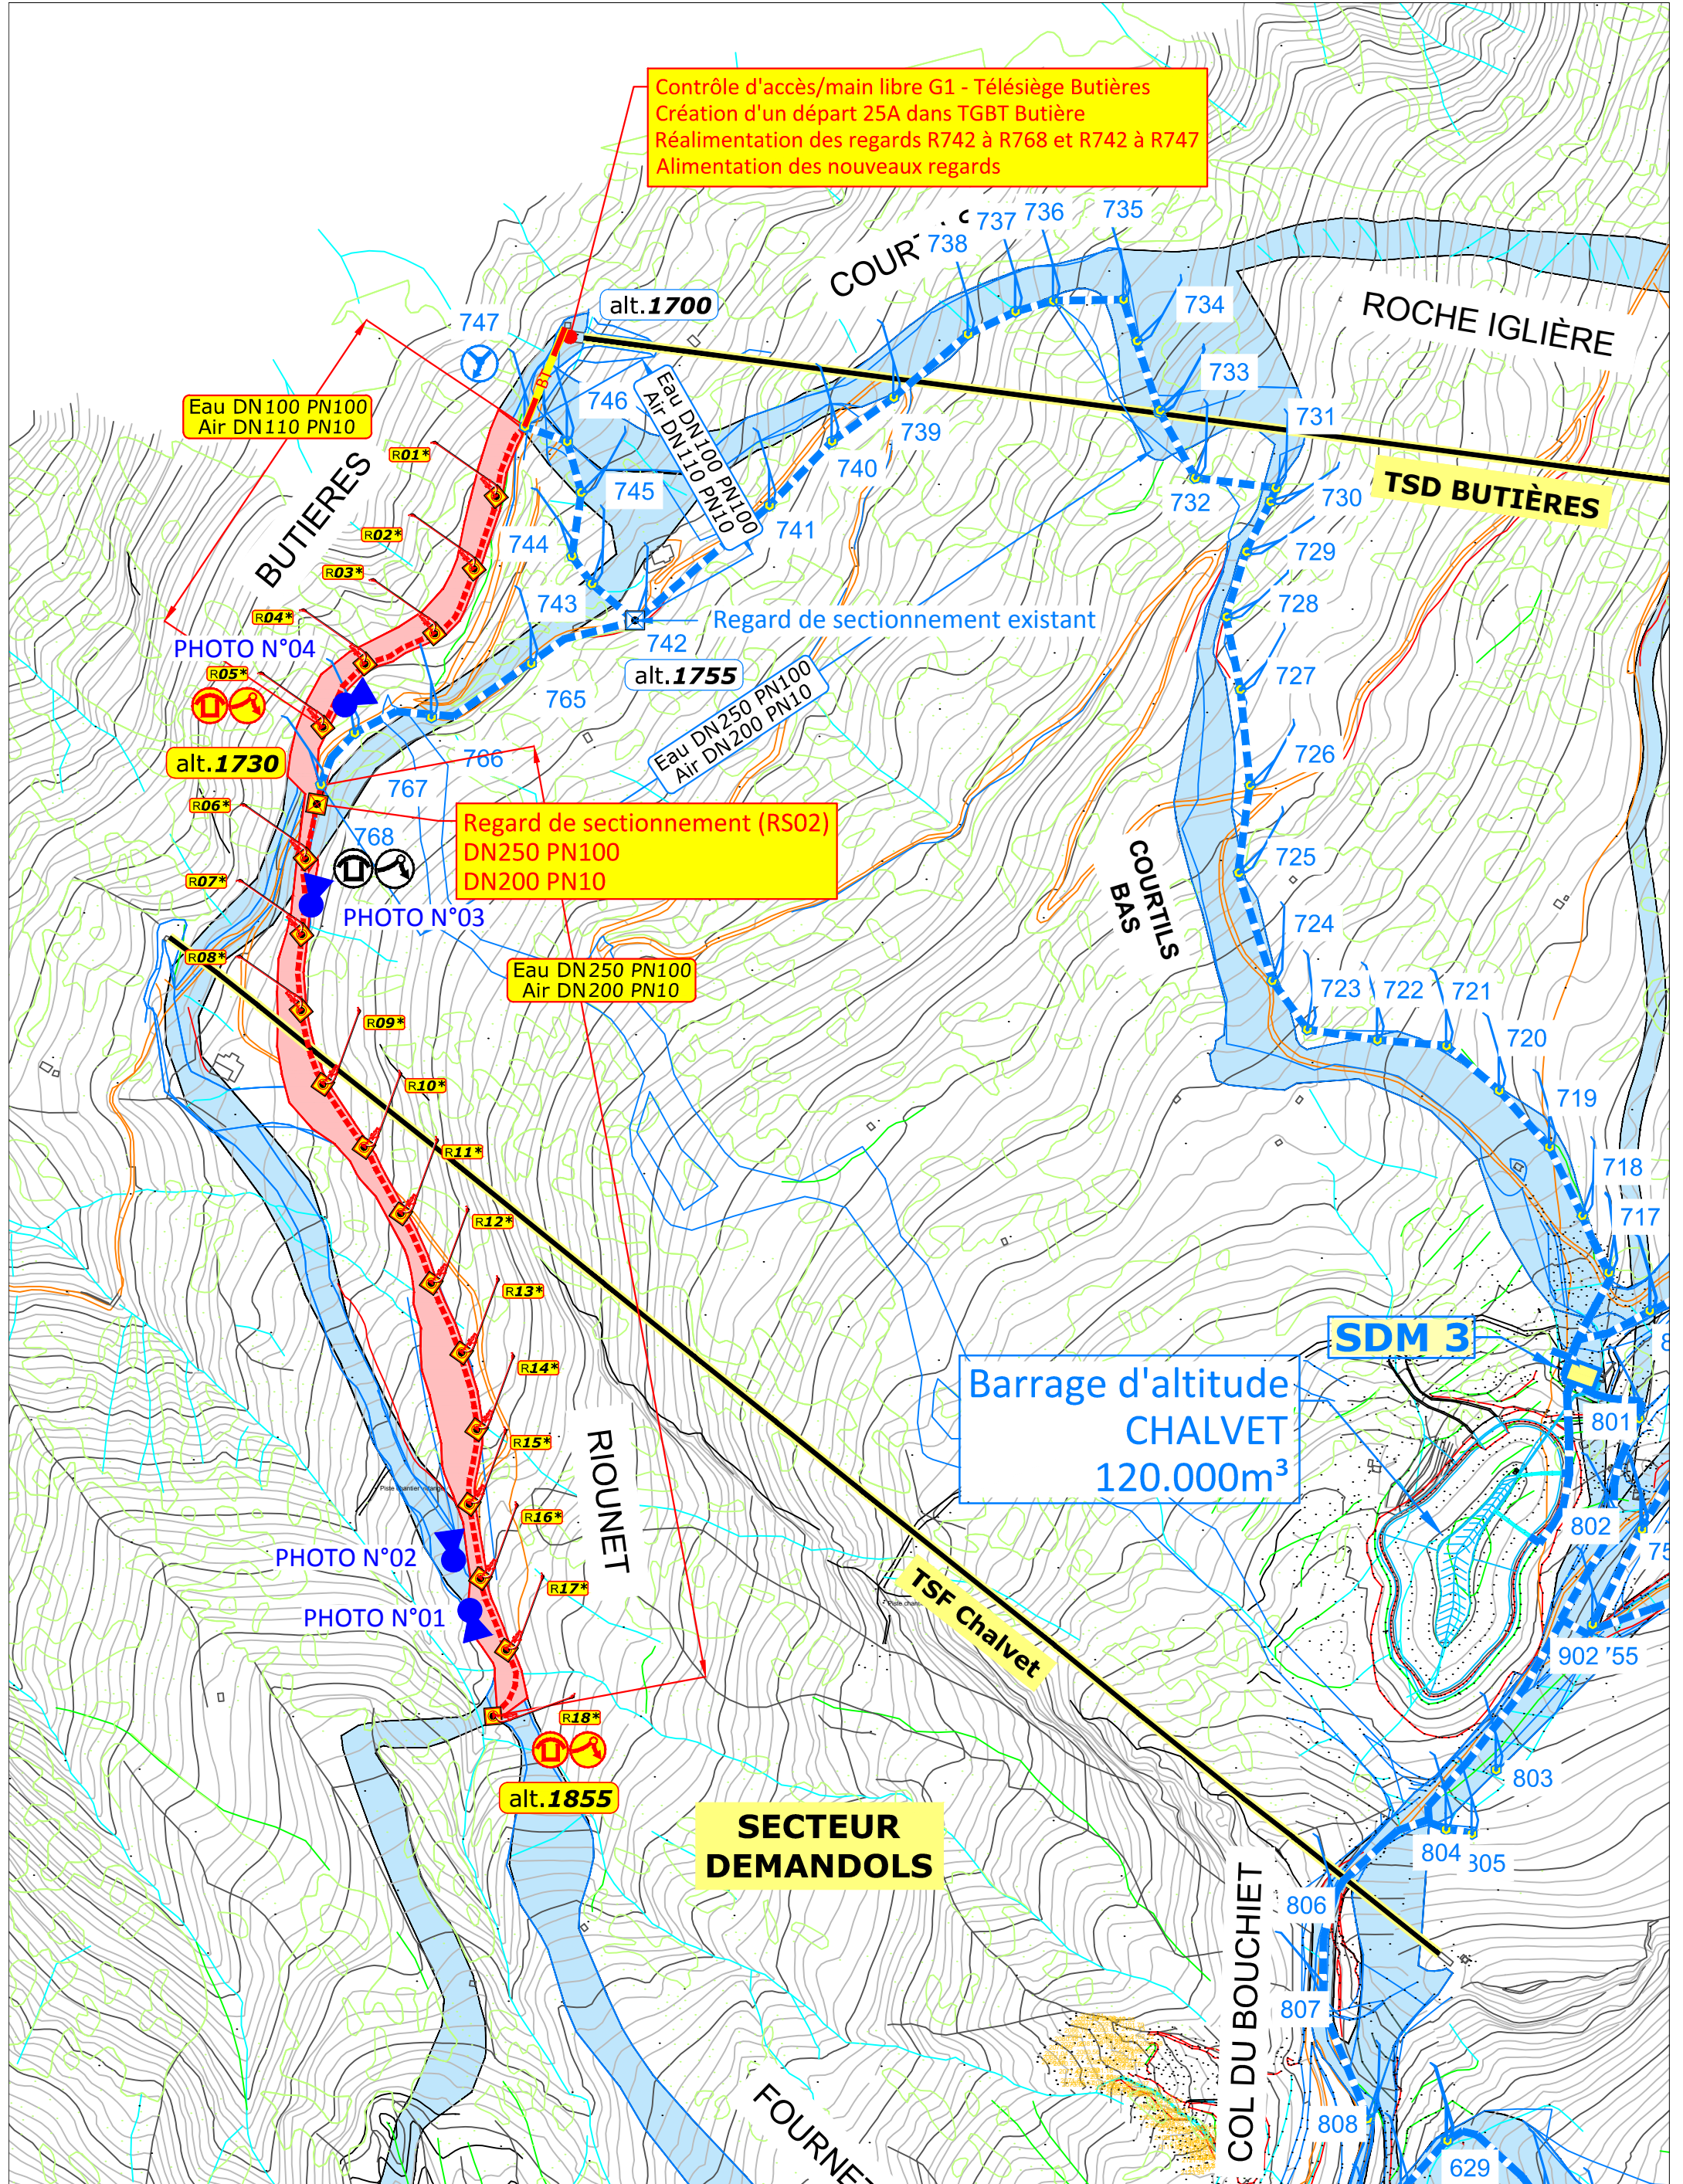 Contrôle d'accès/main libre G1 - Télésiège Butières
Création d'un départ 25A dans TGBT Butière
Réalimentation des regards R742 à R768 et R742 à R747
Alimentation des nouveaux regards
735
736
737
738
alt.1700
734
ROCHE IGLIÈRE
747
B1
733
746
Eau DN100 PN100
Air DN110 PN10
Eau DN100 PN100
Air DN110 PN10
731
739
R01*
740
BUTIERES
TSD BUTIÈRES
745
732
730
741
R02*
744
729
R03*
743
728
R04*
Regard de sectionnement existant
742
PHOTO N°04
R05*
alt.1755
727
765
Eau DN250 PN100
Air DN200 PN10
766
726
alt.1730
767
R06*
Regard de sectionnement (RS02)
DN250 PN100
DN200 PN10
768
725
R07*
COURTILS
BAS
PHOTO N°03
724
R08*
Eau DN250 PN100
Air DN200 PN10
723
722
721
R09*
720
R10*
719
R11*
718
R12*
717
R13*
SDM 3
R14*
Barrage d'altitude
CHALVET
120.000m³
801
R15*
RIOUNET
R16*
802
PHOTO N°02
R17*
TSF Chalvet
PHOTO N°01
902
R18*
803
alt.1855
SECTEUR
DEMANDOLS
804
806
COL DU BOUCHIET
807
808
629